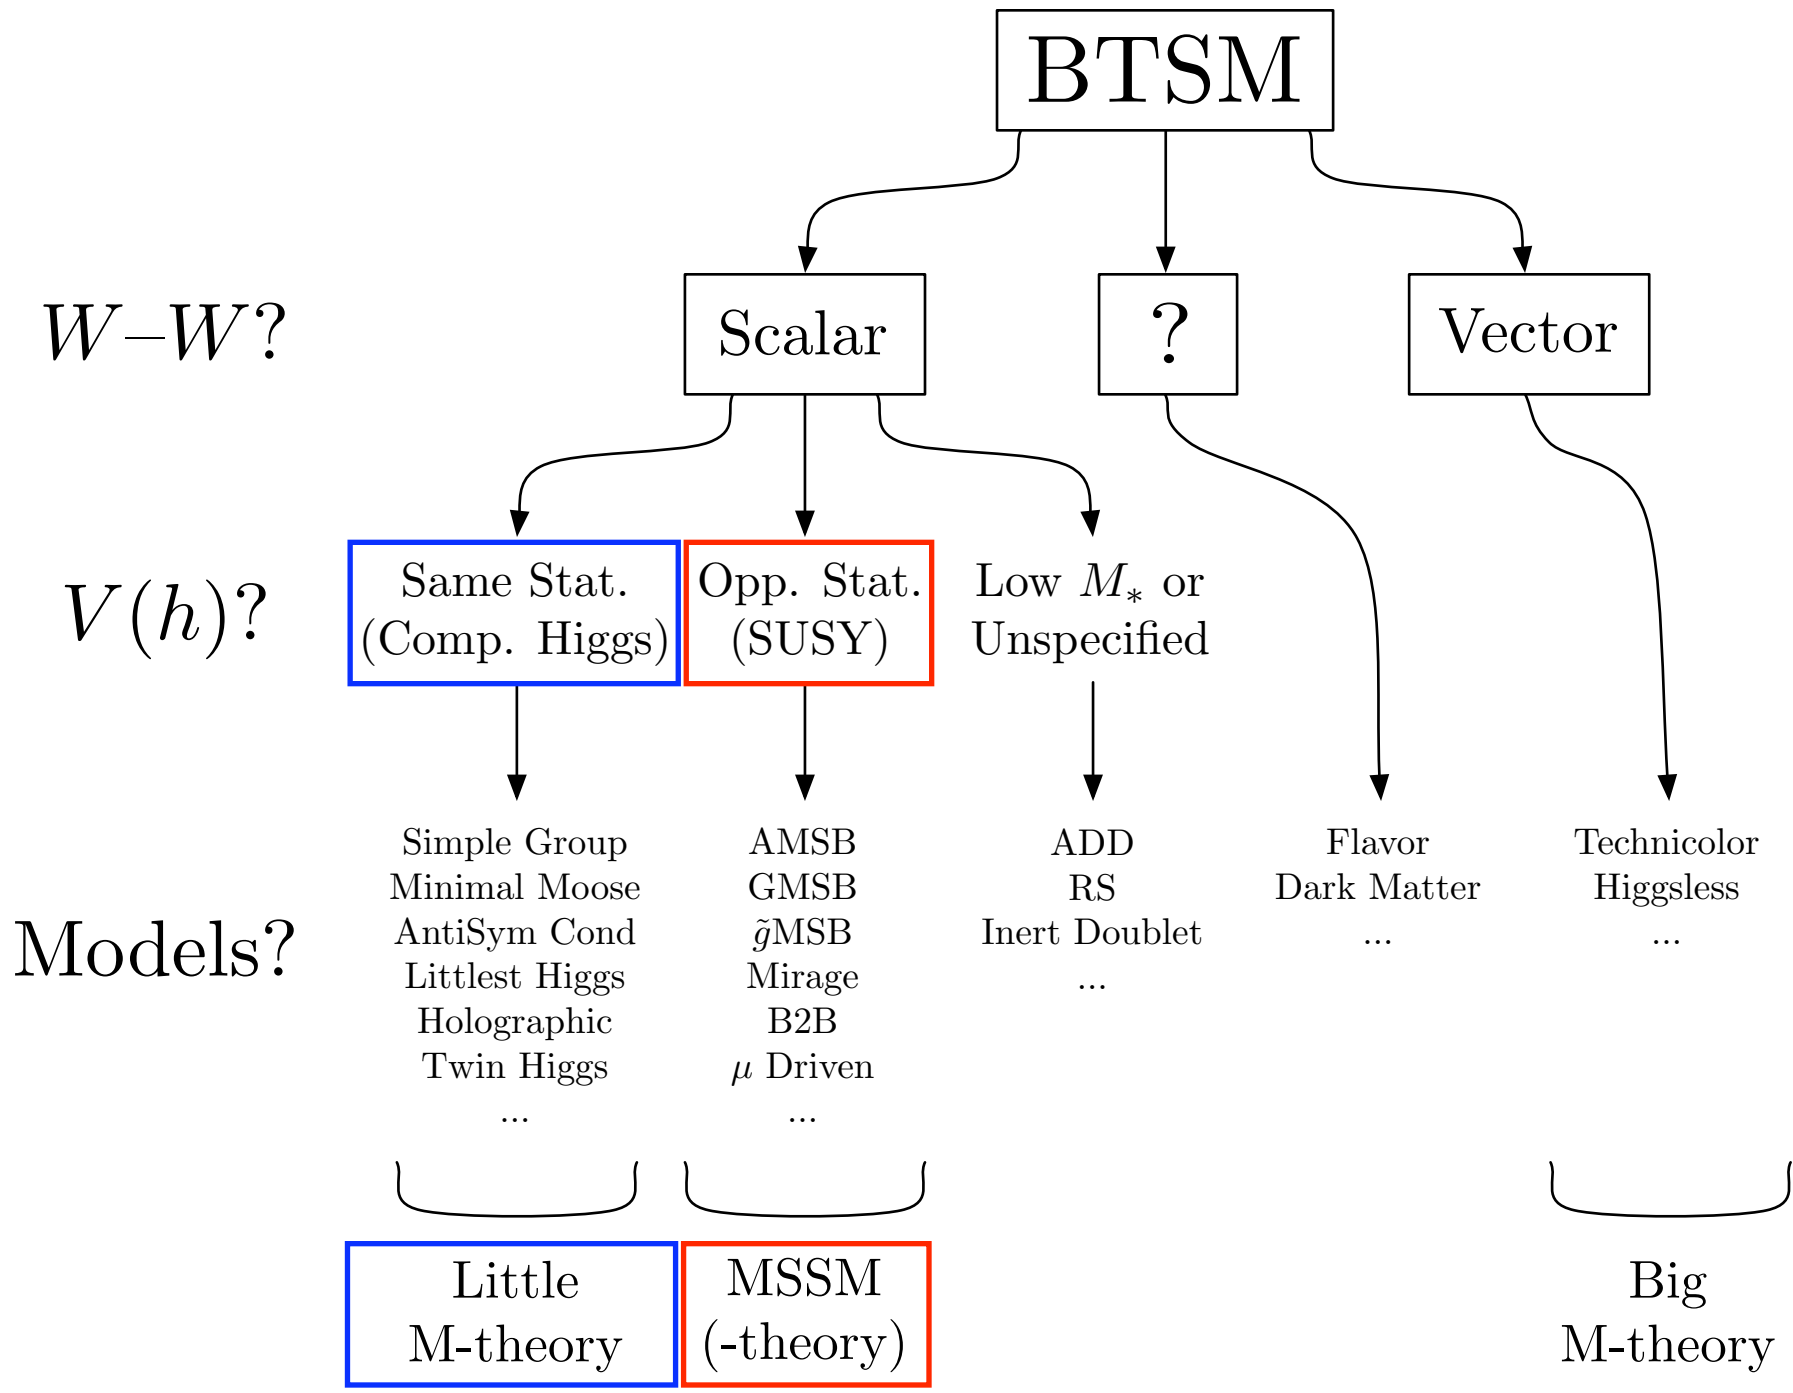 BTSM
W–W?
Scalar
?
Vector
V(h)?
Same Stat.
(Comp. Higgs)
Opp. Stat.
(SUSY)
Low M* or
Unspecified
Models?
Simple Group
Minimal Moose
AntiSym Cond
Littlest Higgs
Holographic
Twin Higgs
...
AMSB
GMSB
g̃MSB
Mirage
B2B
μ Driven
...
ADD
RS
Inert Doublet
...
Flavor
Dark Matter
...
Technicolor
Higgsless
...
Little
M-theory
MSSM
(-theory)
Big
M-theory